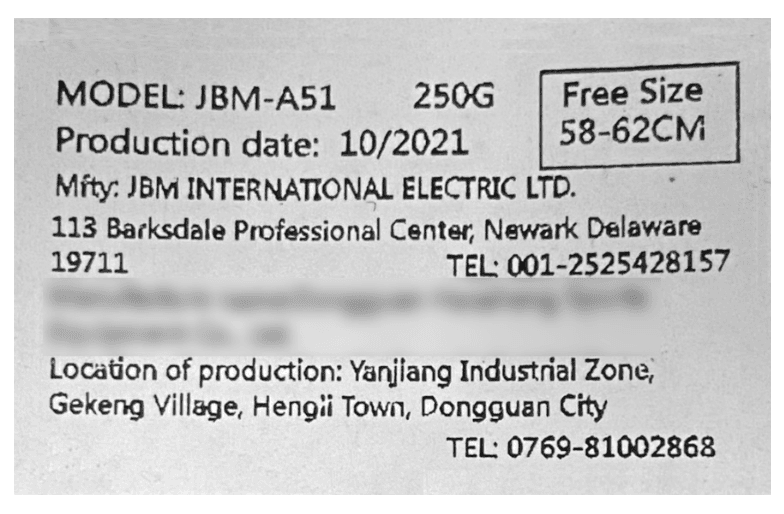 MODEL: JBM-A51 250G Free Size
58-62CM
Production date: 10/2021
Mfty: JBM INTERNATIONAL ELECTRIC LTD.
113 Barksdale Professional Center, Newark Delaware
19711 TEL: 001-2525428157
Location of production: Yanjiang Industrial Zone,
Gekeng Village, Hengli Town, Dongguan City
TEL: 0769-81002868